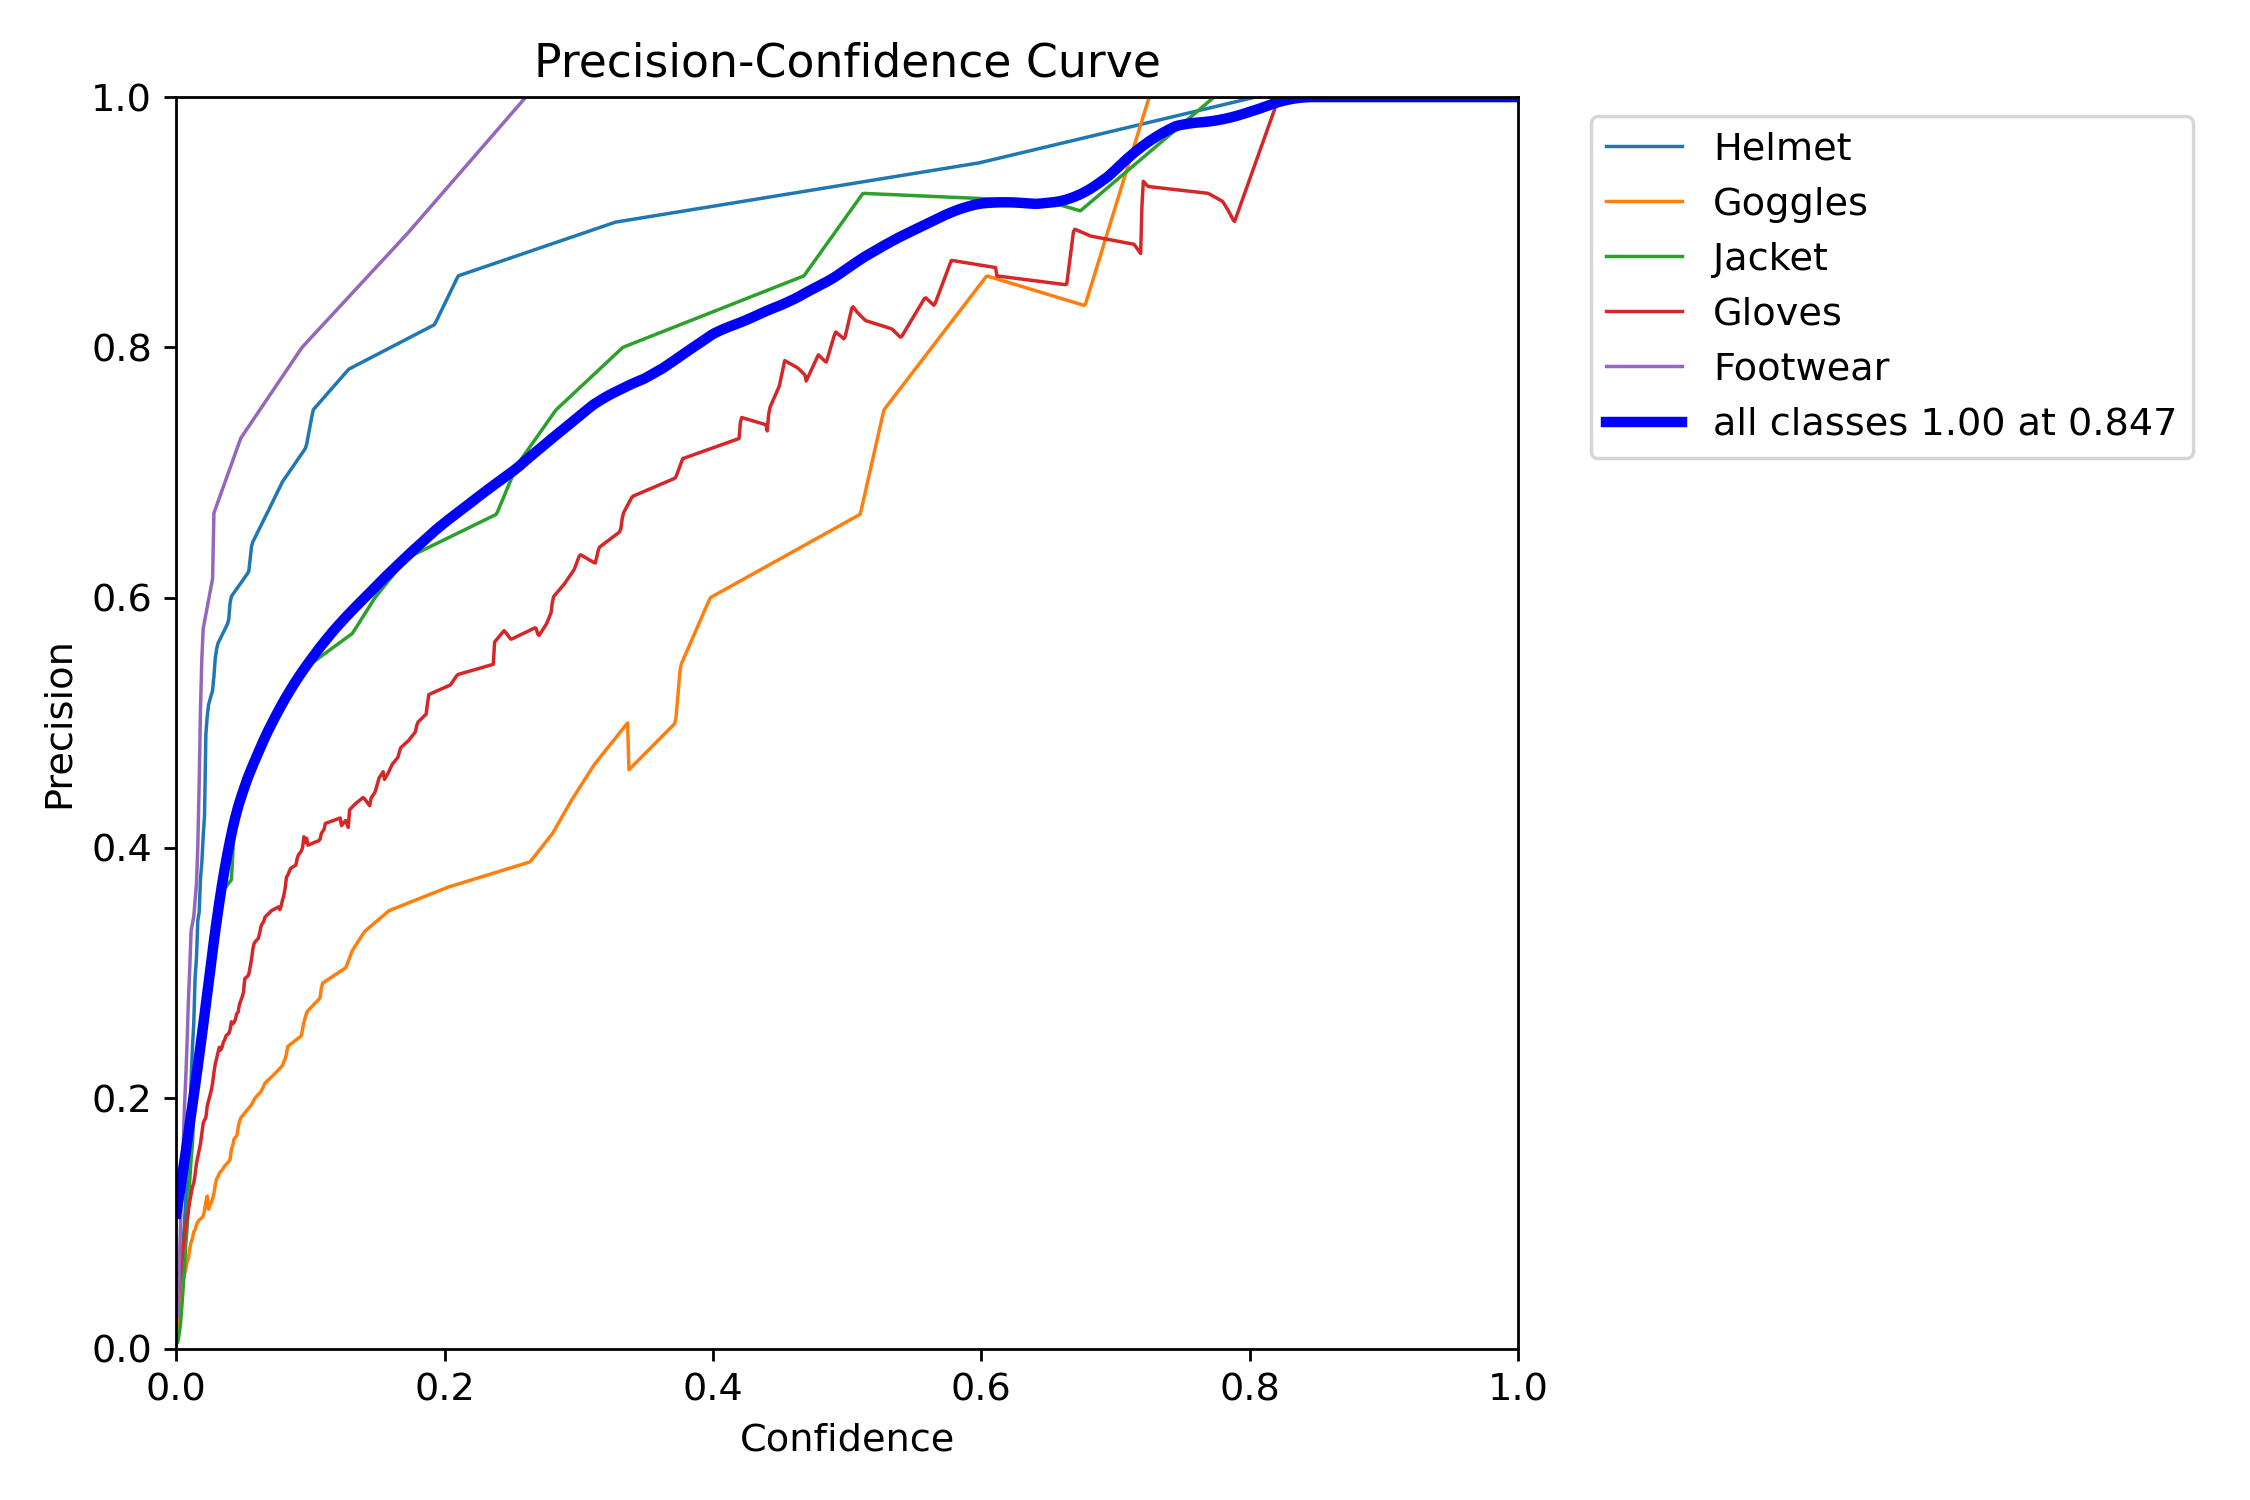 Precision-Confidence Curve
1.0
0.8
0.6
0.4
0.2
0.0
Precision
0.0 0.2 0.4 0.6 0.8 1.0
Confidence
Helmet
Goggles
Jacket
Gloves
Footwear
all classes 1.00 at 0.847